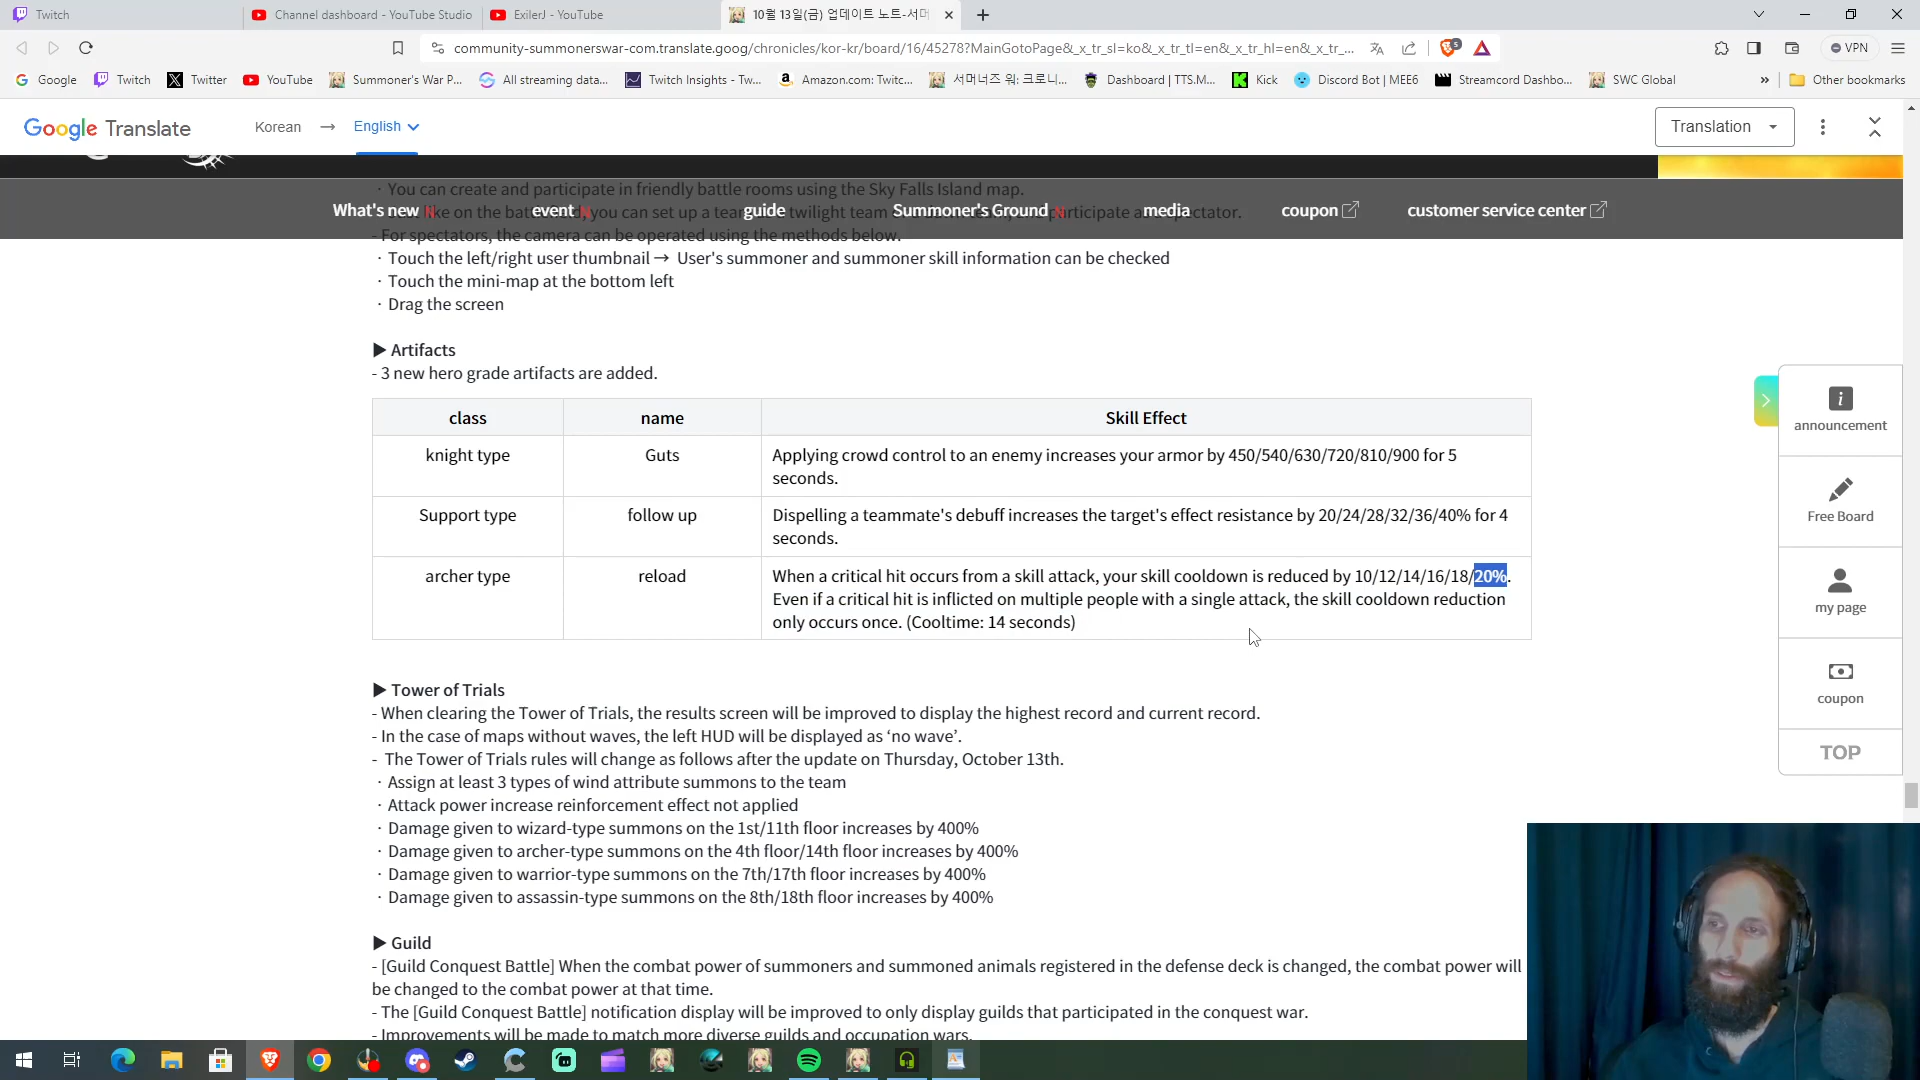 Twitch
Channel dashboard - YouTube Studio
ExilerJ - YouTube
10월 13일(금) 업데이트 노트-서머
community-summonerswar-com.translate.goog/chronicles/kor-kr/board/16/45278?MainGotoPage&_x_tr_sl=ko&_x_tr_tl=en&_x_tr_hl=en&_x_tr_...
5
VPN
Google
Twitch
Twitter
YouTube
Summoner's War P...
All streaming data...
Twitch Insights - Tw...
Amazon.com: Twitc...
서머너즈 워: 크로니...
Dashboard | TTS.M...
Kick
Discord Bot | MEE6
Streamcord Dashbo...
SWC Global
Other bookmarks
Google Translate
Korean → English
Translation
· You can create and participate in friendly battle rooms using the Sky Falls Island map.
What's new N
event N
guide
Summoner's Ground N
media
coupon
customer service center
- For spectators, the camera can be operated using the methods below.
· Touch the left/right user thumbnail → User's summoner and summoner skill information can be checked
· Touch the mini-map at the bottom left
· Drag the screen
▶ Artifacts
- 3 new hero grade artifacts are added.
class name Skill Effect
knight type Guts Applying crowd control to an enemy increases your armor by 450/540/630/720/810/900 for 5
seconds.
Support type follow up Dispelling a teammate's debuff increases the target's effect resistance by 20/24/28/32/36/40% for 4
seconds.
archer type reload When a critical hit occurs from a skill attack, your skill cooldown is reduced by 10/12/14/16/18/20%.
Even if a critical hit is inflicted on multiple people with a single attack, the skill cooldown reduction
only occurs once. (Cooltime: 14 seconds)
▶ Tower of Trials
- When clearing the Tower of Trials, the results screen will be improved to display the highest record and current record.
- In the case of maps without waves, the left HUD will be displayed as ‘no wave’.
- The Tower of Trials rules will change as follows after the update on Thursday, October 13th.
· Assign at least 3 types of wind attribute summons to the team
· Attack power increase reinforcement effect not applied
· Damage given to wizard-type summons on the 1st/11th floor increases by 400%
· Damage given to archer-type summons on the 4th floor/14th floor increases by 400%
· Damage given to warrior-type summons on the 7th/17th floor increases by 400%
· Damage given to assassin-type summons on the 8th/18th floor increases by 400%
▶ Guild
- [Guild Conquest Battle] When the combat power of summoners and summoned animals registered in the defense deck is changed, the combat power will
be changed to the combat power at that time.
- The [Guild Conquest Battle] notification display will be improved to only display guilds that participated in the conquest war.
- Improvements will be made to match more diverse guilds and occupation wars.
announcement
Free Board
my page
coupon
TOP